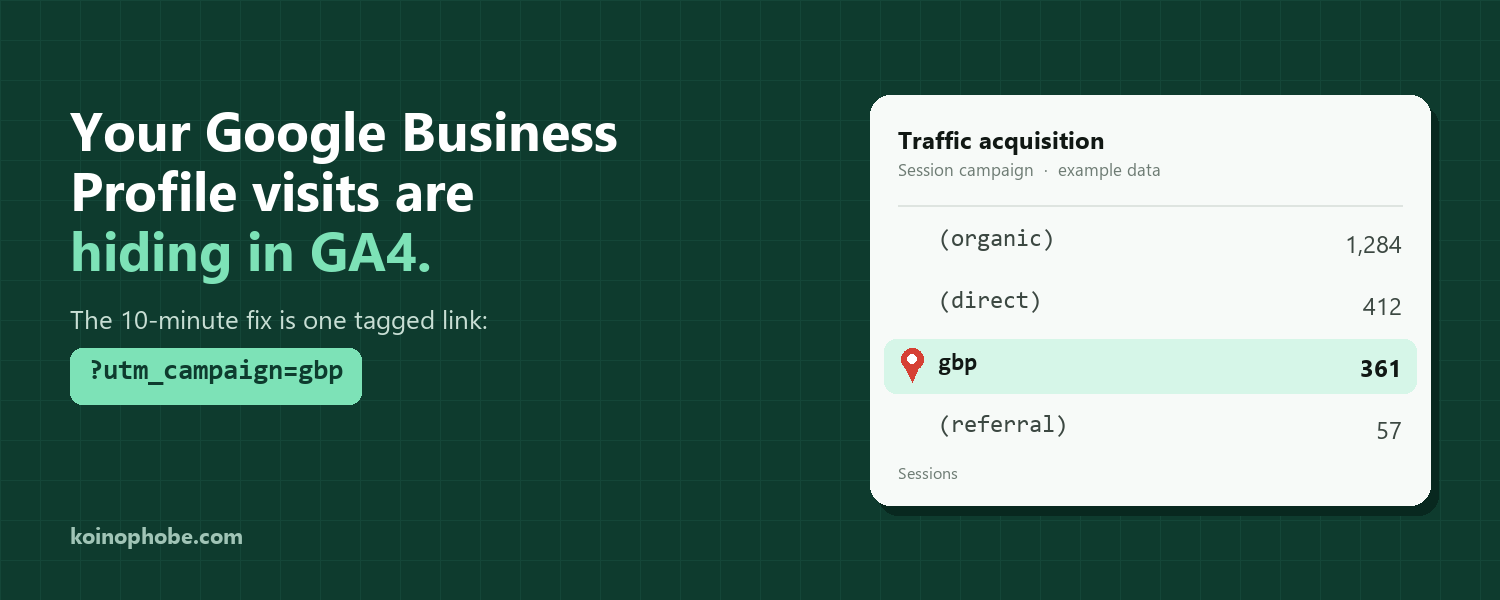 Your Google Business
Profile visits are
hiding in GA4.
The 10-minute fix is one tagged link:
?utm_campaign=gbp
koinophobe.com
Traffic acquisition
Session campaign · example data
(organic) 1,284
(direct) 412
gbp 361
(referral) 57
Sessions